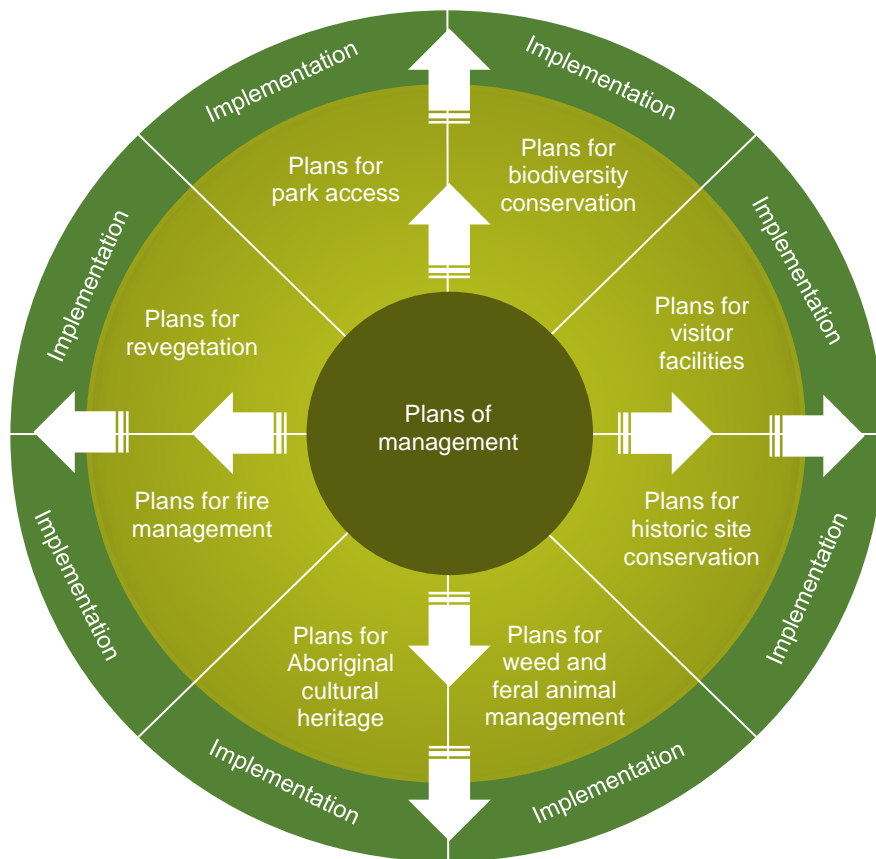 Implementation
Implementation
Plans for
park access
Plans for
biodiversity
conservation
Implementation
Implementation
Plans for
revegetation
Plans for
visitor
facilities
Plans of
management
Plans for fire
management
Plans for
historic site
conservation
Implementation
Implementation
Plans for
Aboriginal
cultural
heritage
Plans for
weed and
feral animal
management
Implementation
Implementation